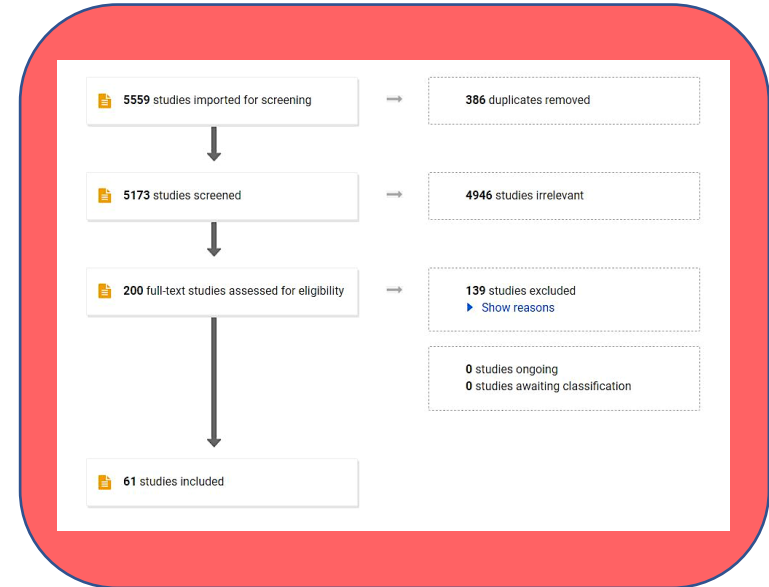 5559 studies imported for screening
386 duplicates removed
5173 studies screened
4946 studies irrelevant
200 full-text studies assessed for eligibility
139 studies excluded
Show reasons
0 studies ongoing
0 studies awaiting classification
61 studies included